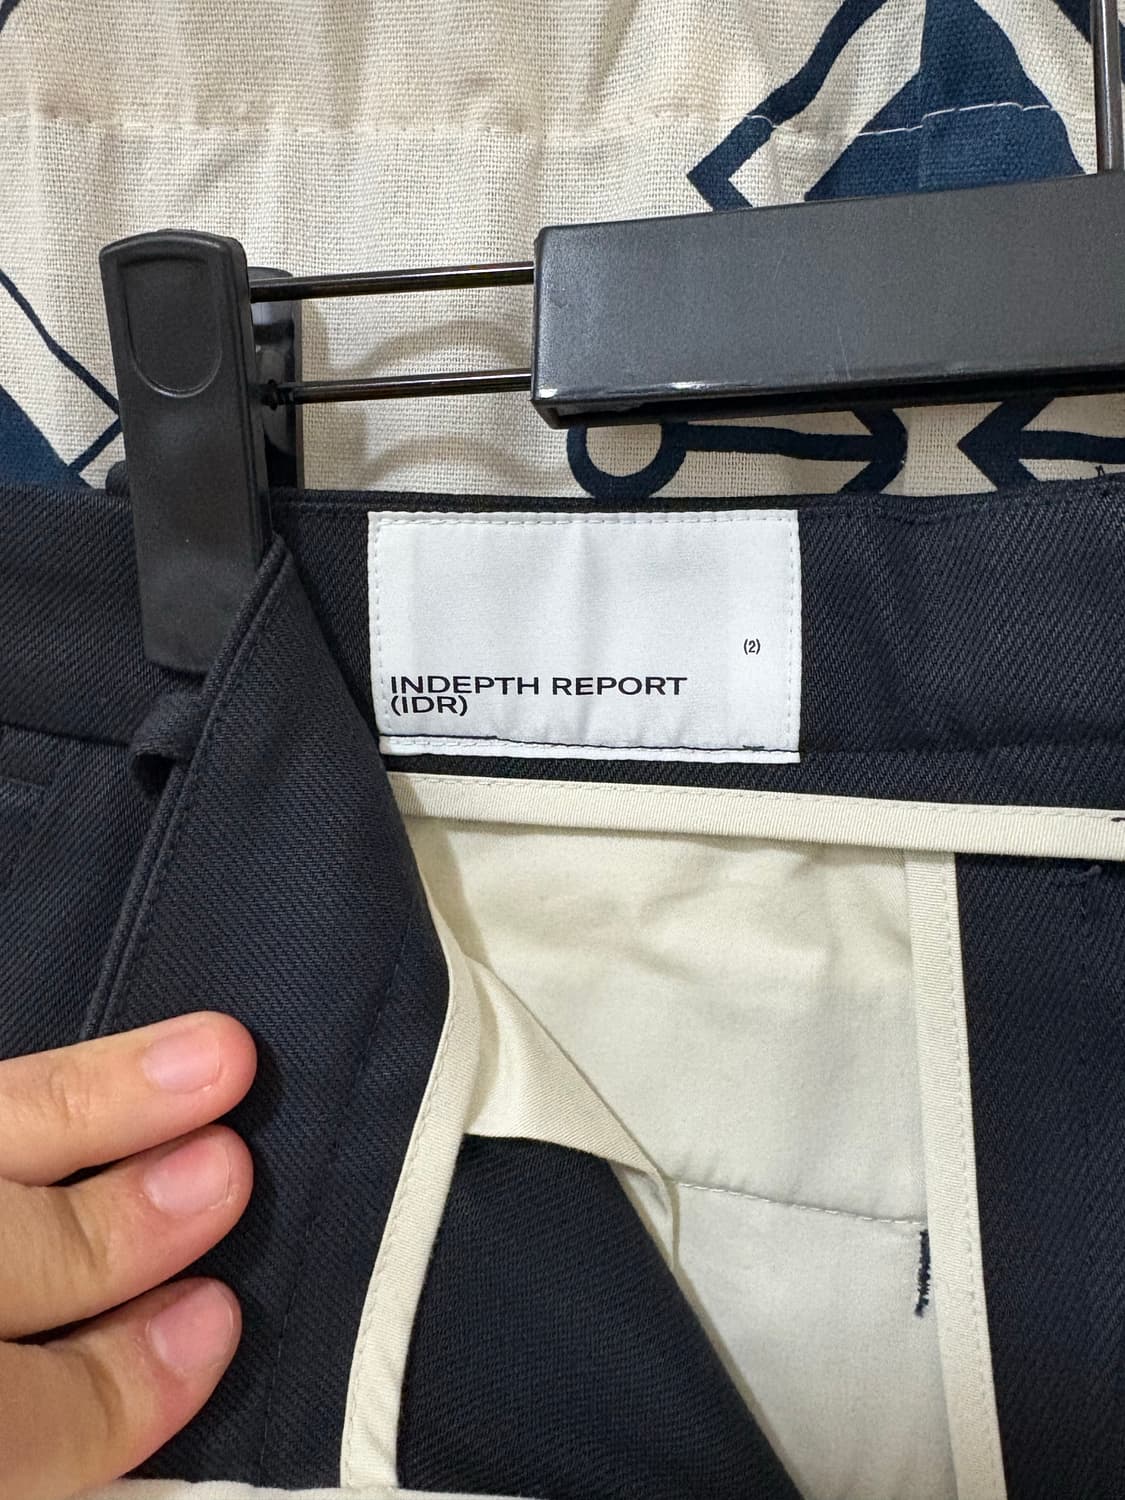 (2)
INDEPTH REPORT
(IDR)